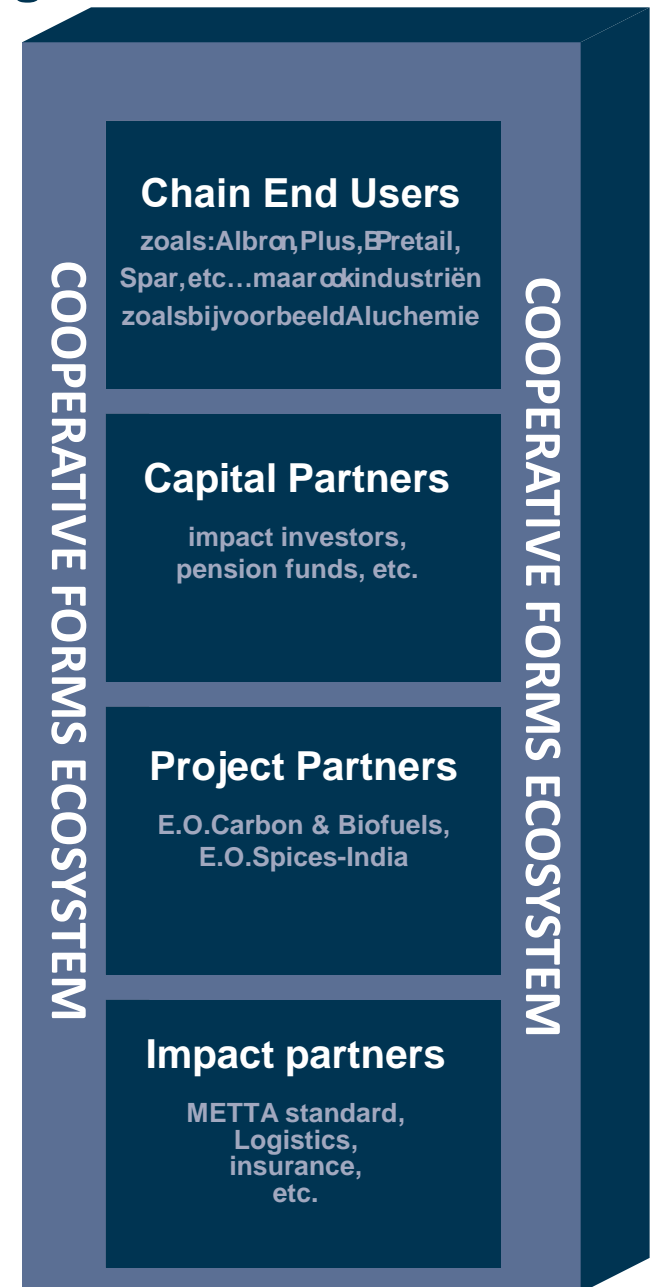 COOPERATIVE FORMS ECOSYSTEM
Chain End Users
zoals:Albron,Plus,EPretail,
Spar,etc...maar ookindustriën
zoalsbijvoorbeeldAluchemie
Capital Partners
impact investors,
pension funds, etc.
Project Partners
E.O.Carbon & Biofuels,
E.O.Spices-India
Impact partners
METTA standard,
Logistics,
insurance,
etc.
COOPERATIVE FORMS ECOSYSTEM